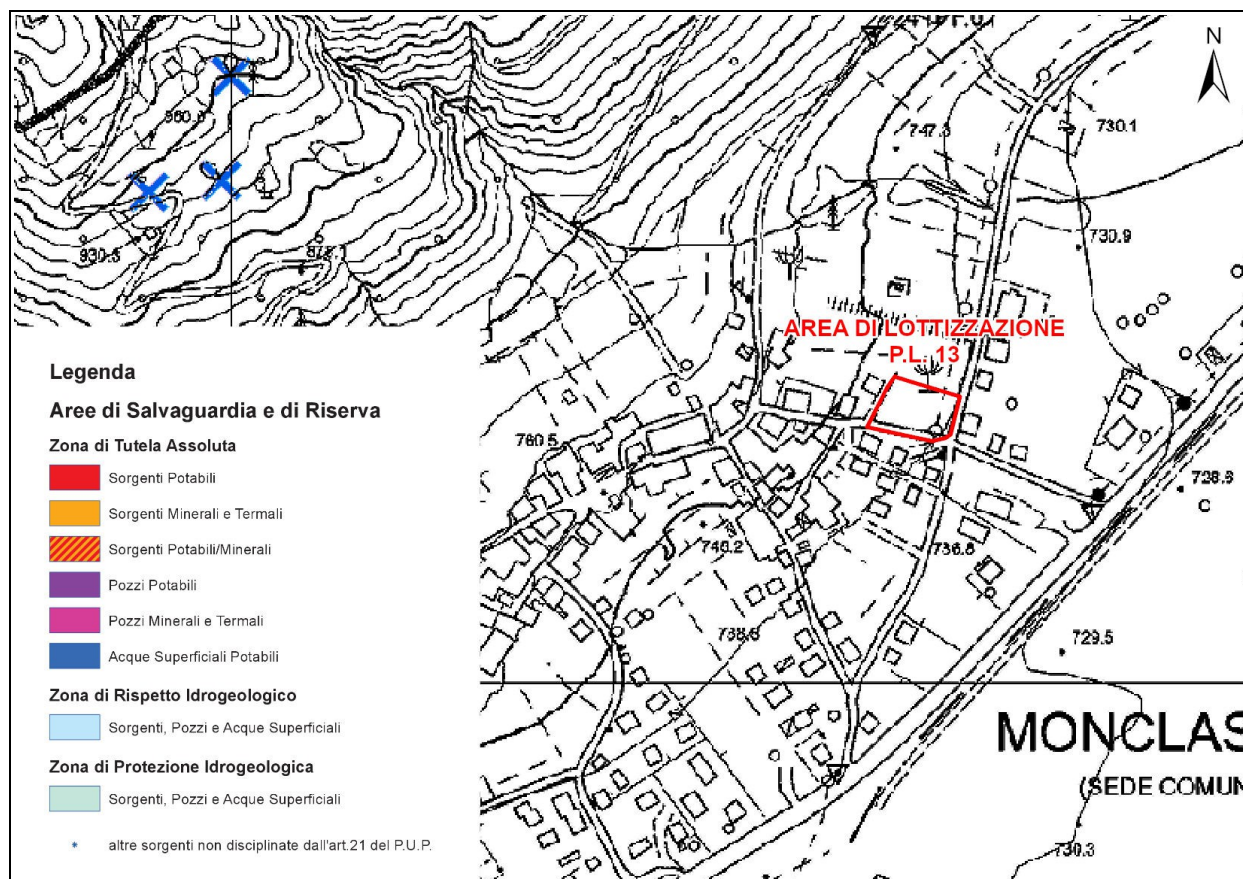 N
747.3
730.1
730.9
AREA DI LOTTIZZAZIONE
P.L. 13
760.5
728.6
746.2
736.8
738.8
729.5
MONCLAS
(SEDE COMUN
730.3
930.5
Legenda
Aree di Salvaguardia e di Riserva
Zona di Tutela Assoluta
Sorgenti Potabili
Sorgenti Minerali e Termali
Sorgenti Potabili/Minerali
Pozzi Potabili
Pozzi Minerali e Termali
Acque Superficiali Potabili
Zona di Rispetto Idrogeologico
Sorgenti, Pozzi e Acque Superficiali
Zona di Protezione Idrogeologica
Sorgenti, Pozzi e Acque Superficiali
altre sorgenti non disciplinate dall'art.21 del P.U.P.